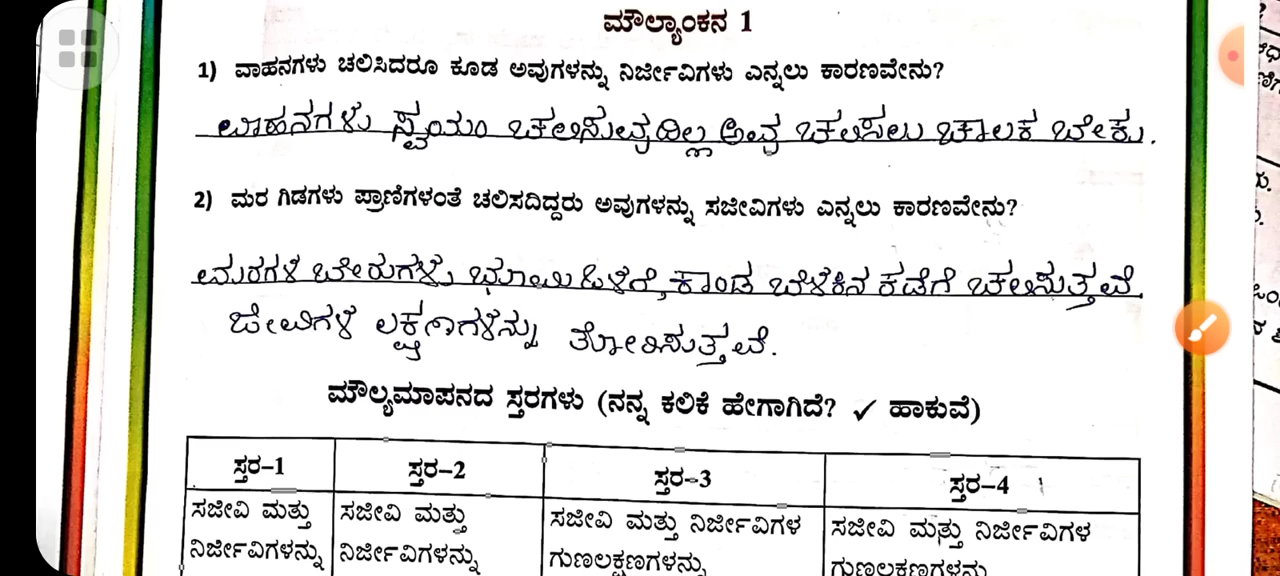 ಮೌಲ್ಯಾಂಕನ 1
1) ವಾಹನಗಳು ಚಲಿಸಿದರೂ ಕೂಡ ಅವುಗಳನ್ನು ನಿರ್ಜೀವಿಗಳು ಎನ್ನಲು ಕಾರಣವೇನು?
ವಾಹನಗಳು ಸ್ವಯಂ ಚಲಿಸುವುದಿಲ್ಲ ಅವು ಚಲಿಸಲು ಚಾಲಕ ಬೇಕು.
2) ಮರ ಗಿಡಗಳು ಪ್ರಾಣಿಗಳಂತೆ ಚಲಿಸದಿದ್ದರು ಅವುಗಳನ್ನು ಸಜೀವಿಗಳು ಎನ್ನಲು ಕಾರಣವೇನು?
ಮರಗಳ ಬೇರುಗಳು ಭೂಮಿಯೊಳಗೆ, ಕಾಂಡ ಬೆಳಕಿನ ಕಡೆಗೆ ಚಲಿಸುತ್ತವೆ
ಜೀವಿಗಳ ಲಕ್ಷಣಗಳನ್ನು ತೋರಿಸುತ್ತವೆ.
ಮೌಲ್ಯಮಾಪನದ ಸ್ತರಗಳು (ನನ್ನ ಕಲಿಕೆ ಹೇಗಾಗಿದೆ? ✓ ಹಾಕುವೆ)
ಸ್ತರ-1 ಸ್ತರ-2 ಸ್ತರ-3 ಸ್ತರ-4
ಸಜೀವಿ ಮತ್ತು ಸಜೀವಿ ಮತ್ತು ಸಜೀವಿ ಮತ್ತು ನಿರ್ಜೀವಿಗಳ ಸಜೀವಿ ಮತ್ತು ನಿರ್ಜೀವಿಗಳ
ನಿರ್ಜೀವಿಗಳನ್ನು ನಿರ್ಜೀವಿಗಳನ್ನು ಗುಣಲಕ್ಷಣಗಳನ್ನು ಗುಣಲಕ್ಷಣಗಳನ್ನು